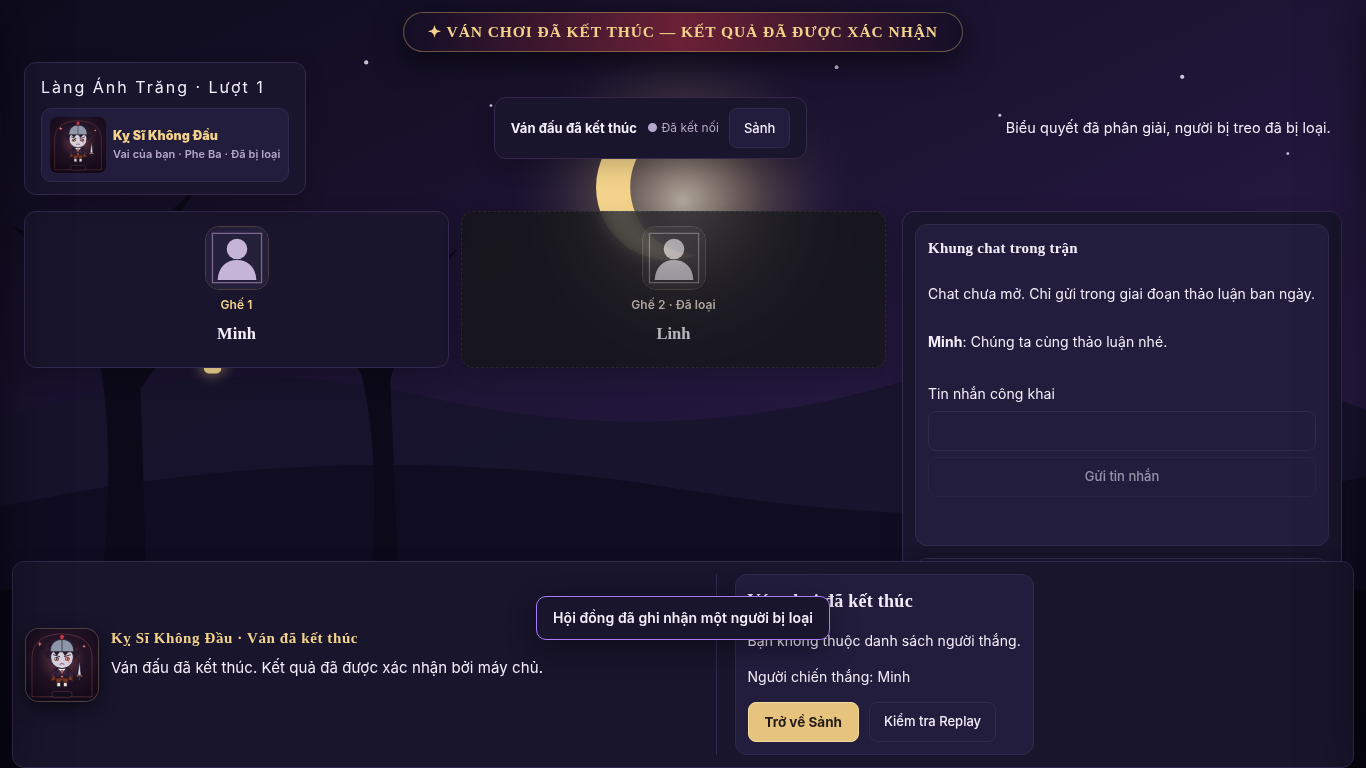 ✦ VÁN CHƠI ĐÃ KẾT THÚC — KẾT QUẢ ĐÃ ĐƯỢC XÁC NHẬN
Làng Ánh Trăng · Lượt 1
Kỵ Sĩ Không Đầu
Vai của bạn · Phe Ba · Đã bị loại
Ván đấu đã kết thúc
Đã kết nối
Sảnh
Biểu quyết đã phân giải, người bị treo đã bị loại.
Ghế 1
Minh
Ghế 2 · Đã loại
Linh
Khung chat trong trận
Chat chưa mở. Chỉ gửi trong giai đoạn thảo luận ban ngày.
Minh: Chúng ta cùng thảo luận nhé.
Tin nhắn công khai
Gửi tin nhắn
Kỵ Sĩ Không Đầu · Ván đã kết thúc
Ván đấu đã kết thúc. Kết quả đã được xác nhận bởi máy chủ.
Hội đồng đã ghi nhận một người bị loại
đã kết thúc
Bạn không thuộc danh sách người thắng.
Người chiến thắng: Minh
Trở về Sảnh
Kiểm tra Replay